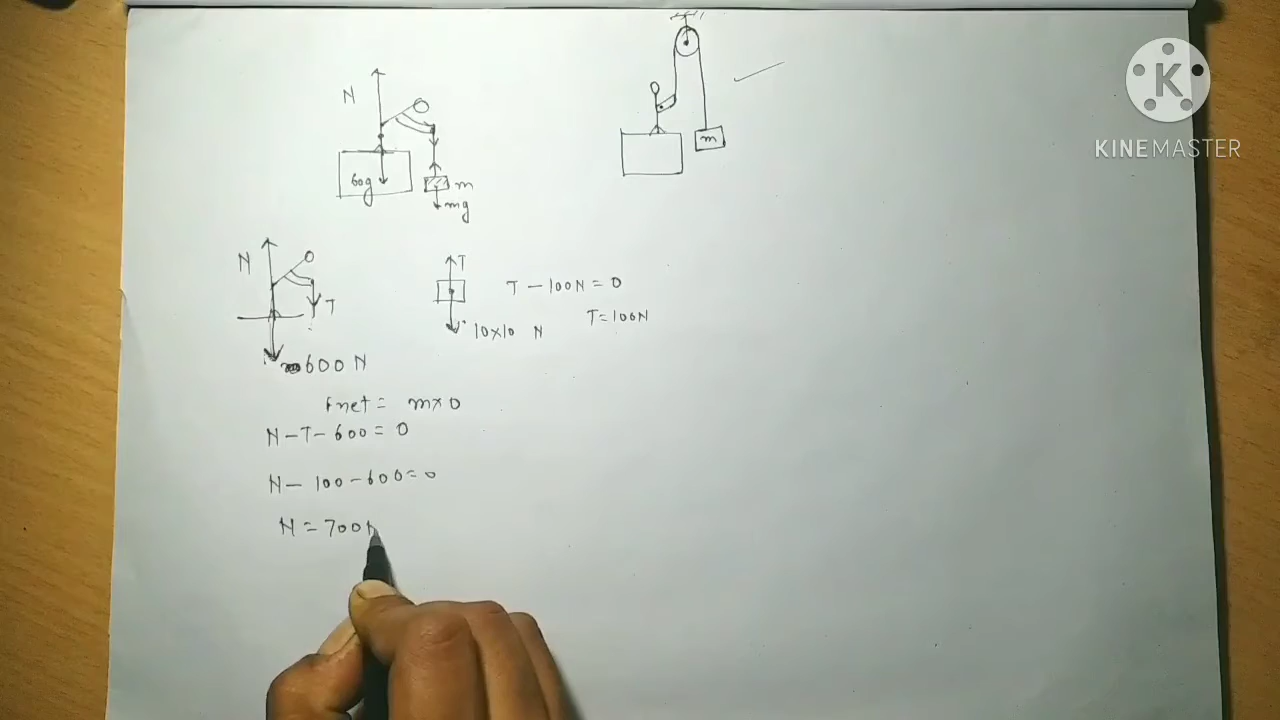 N
60g
m
mg
m
K
KINEMASTER
N
T
600 N
T
10×10 N
T - 100N = 0
T = 100N
Fnet = m×0
N - T - 600 = 0
N - 100 - 600 = 0
N = 700N